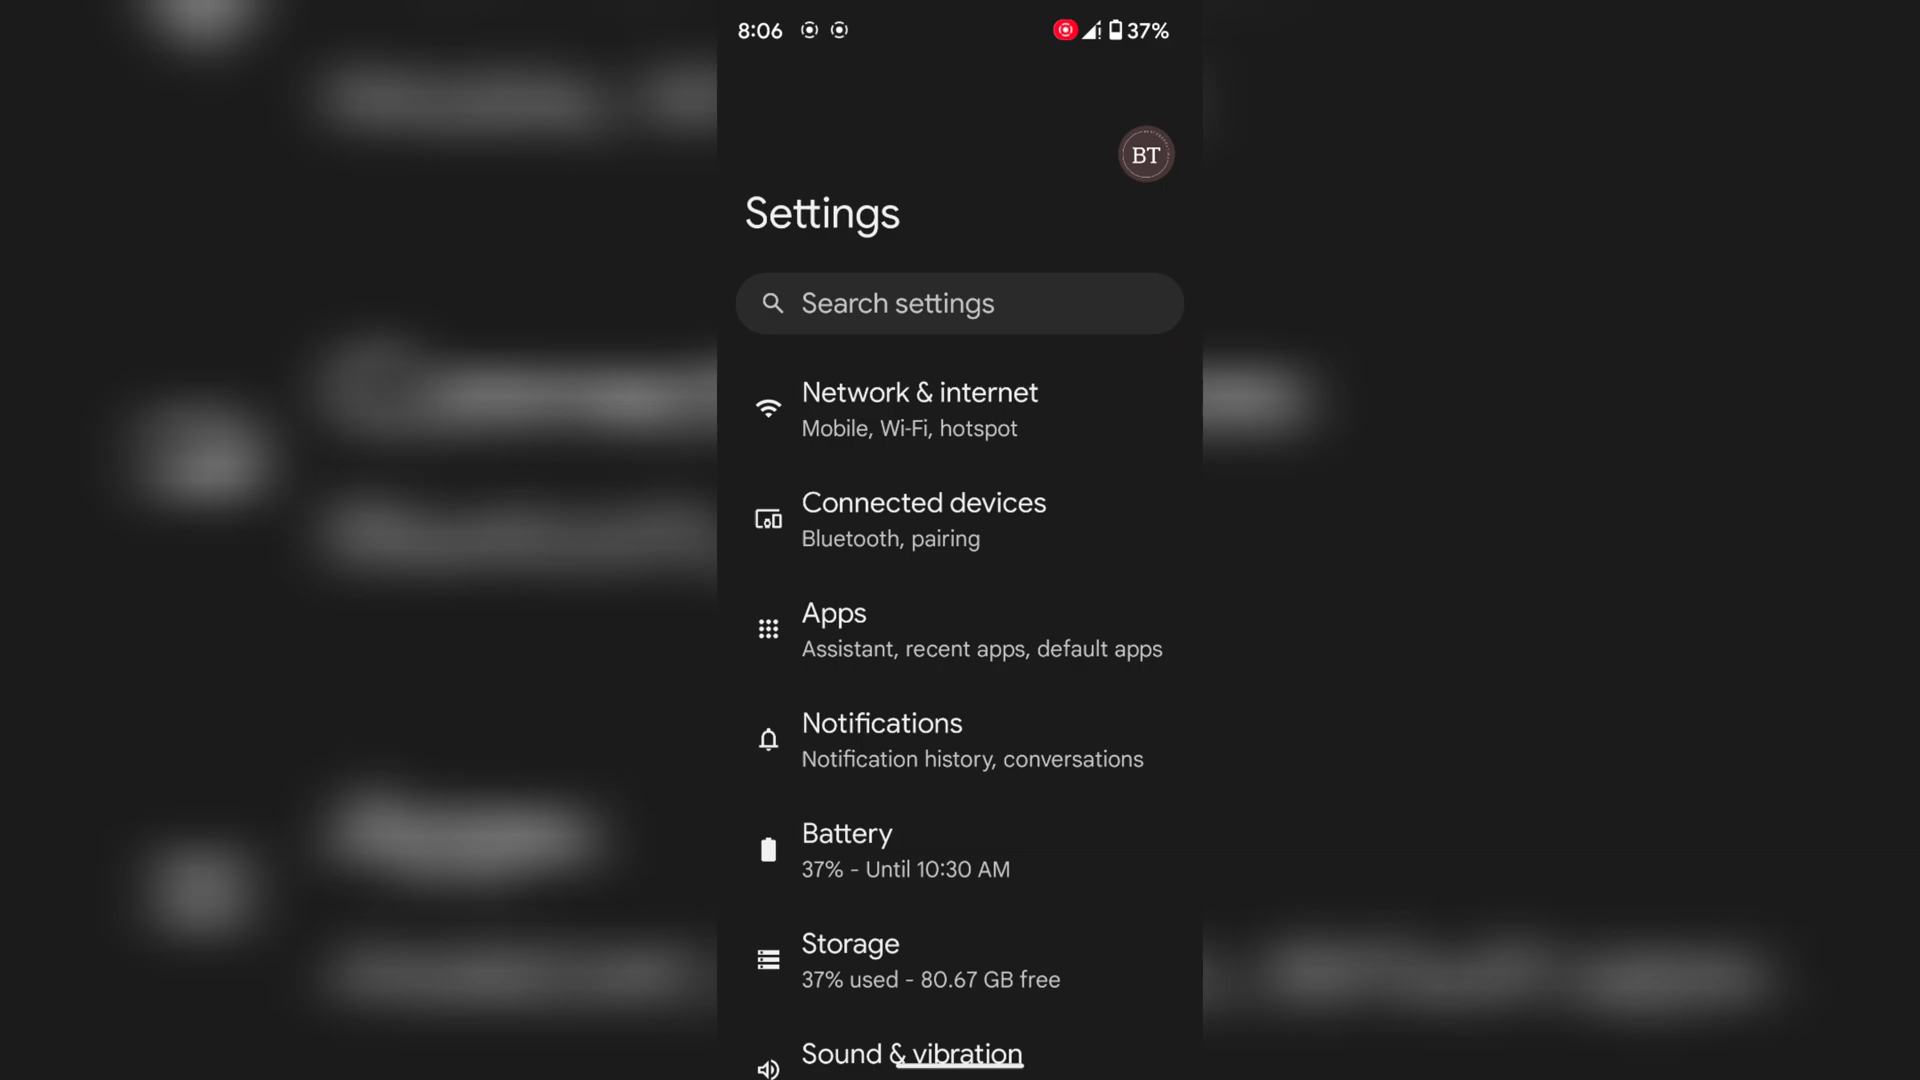 8:06
37%
BT
Settings
Search settings
Network & internet
Mobile, Wi-Fi, hotspot
Connected devices
Bluetooth, pairing
Apps
Assistant, recent apps, default apps
Notifications
Notification history, conversations
Battery
37% - Until 10:30 AM
Storage
37% used - 80.67 GB free
Sound & vibration